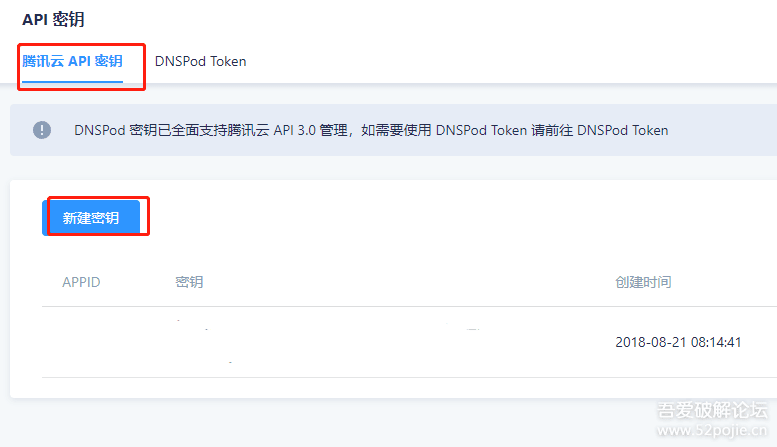 API 密钥
腾讯云 API 密钥 DNSPod Token
DNSPod 密钥已全面支持腾讯云 API 3.0 管理，如需要使用 DNSPod Token 请前往 DNSPod Token
新建密钥
APPID 密钥 创建时间
2018-08-21 08:14:41
吾爱破解论坛
www.52pojie.cn